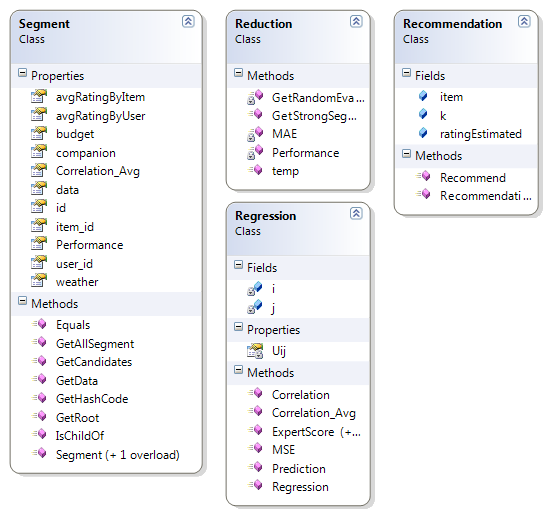 Segment
Class
Properties
avgRatingByItem
avgRatingByUser
budget
companion
Correlation_Avg
data
id
item_id
Performance
user_id
weather
Methods
Equals
GetAllSegment
GetCandidates
GetData
GetHashCode
GetRoot
IsChildOf
Segment (+ 1 overload)
Reduction
Class
Methods
GetRandomEva...
GetStrongSeg...
MAE
Performance
temp
Regression
Class
Fields
i
j
Properties
Uij
Methods
Correlation
Correlation_Avg
ExpertScore (+...
MSE
Prediction
Regression
Recommendation
Class
Fields
item
k
ratingEstimated
Methods
Recommend
Recommendati...